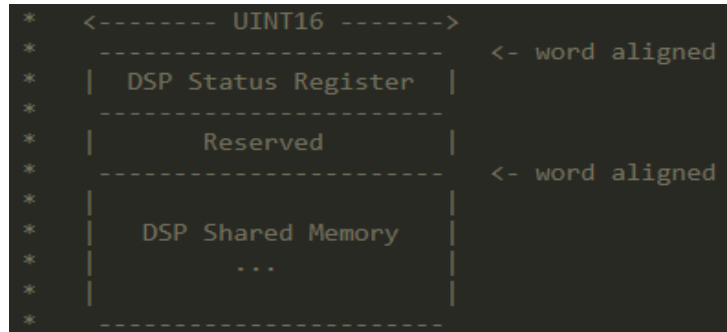 *    <-------- UINT16 ------->
*     -----------------------   <- word aligned
*    |  DSP Status Register  |
*     -----------------------
*    |       Reserved        |
*     -----------------------   <- word aligned
*    |                       |
*    |   DSP Shared Memory   |
*    |         ...           |
*    |                       |
*     -----------------------